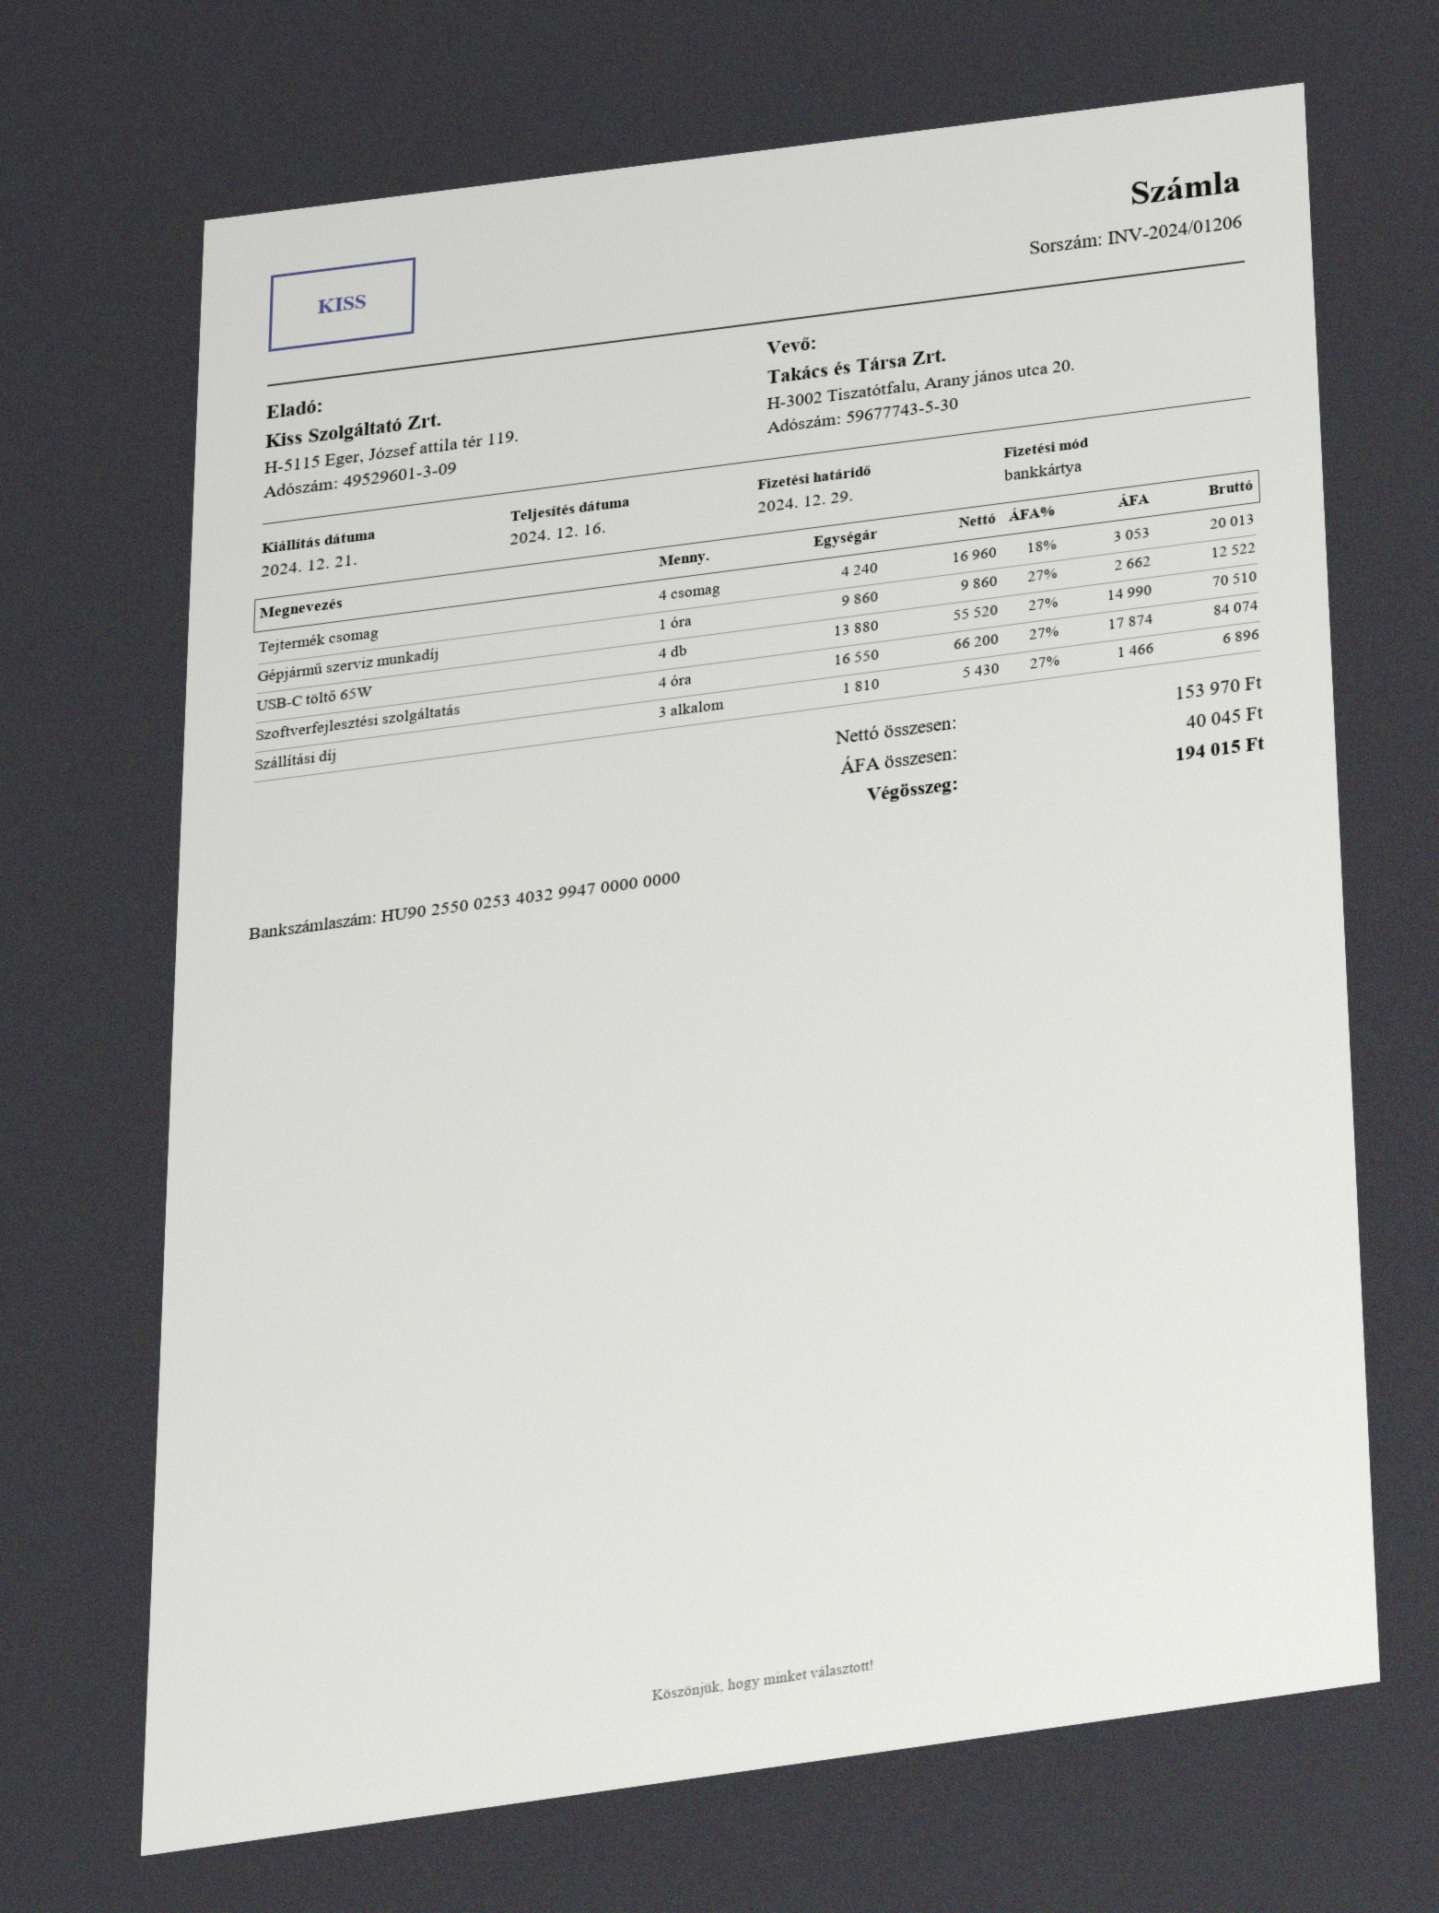 KISS
Számla
Sorszám: INV-2024/01206
Eladó:
Kiss Szolgáltató Zrt.
H-5115 Eger, József attila tér 119.
Adószám: 49529601-3-09
Vevő:
Takács és Társa Zrt.
H-3002 Tiszatótfalu, Arany jános utca 20.
Adószám: 59677743-5-30
Kiállítás dátuma Teljesítés dátuma Fizetési határidő Fizetési mód
2024. 12. 21. 2024. 12. 16. 2024. 12. 29. bankkártya
Megnevezés Menny. Egységár Nettó ÁFA% ÁFA Bruttó
Tejtermék csomag 4 csomag 4 240 16 960 18% 3 053 20 013
Gépjármű szerviz munkadíj 1 óra 9 860 9 860 27% 2 662 12 522
USB-C töltő 65W 4 db 13 880 55 520 27% 14 990 70 510
Szoftverfejlesztési szolgáltatás 4 óra 16 550 66 200 27% 17 874 84 074
Szállítási díj 3 alkalom 1 810 5 430 27% 1 466 6 896
Nettó összesen: 153 970 Ft
ÁFA összesen: 40 045 Ft
Végösszeg: 194 015 Ft
Bankszámlaszám: HU90 2550 0253 4032 9947 0000 0000
Köszönjük, hogy minket választott!